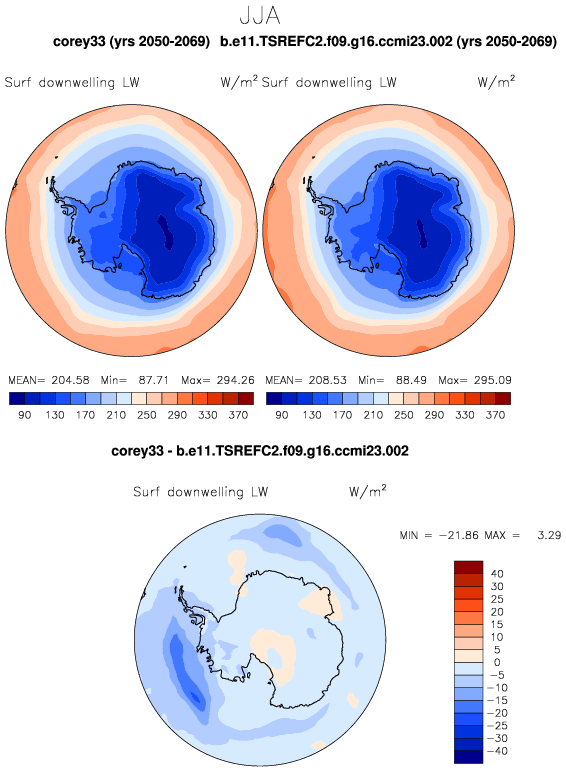 JJA
corey33 (yrs 2050-2069) b.e11.TSREFC2.f09.g16.ccmi23.002 (yrs 2050-2069)
Surf downwelling LW W/m² Surf downwelling LW W/m²
MEAN= 204.58 Min= 87.71 Max= 294.26 MEAN= 208.53 Min= 88.49 Max= 295.09
90 130 170 210 250 290 330 370 90 130 170 210 250 290 330 370
corey33 - b.e11.TSREFC2.f09.g16.ccmi23.002
Surf downwelling LW W/m²
MIN = -21.86 MAX = 3.29
40
30
25
20
15
10
5
0
-5
-10
-15
-20
-25
-30
-40